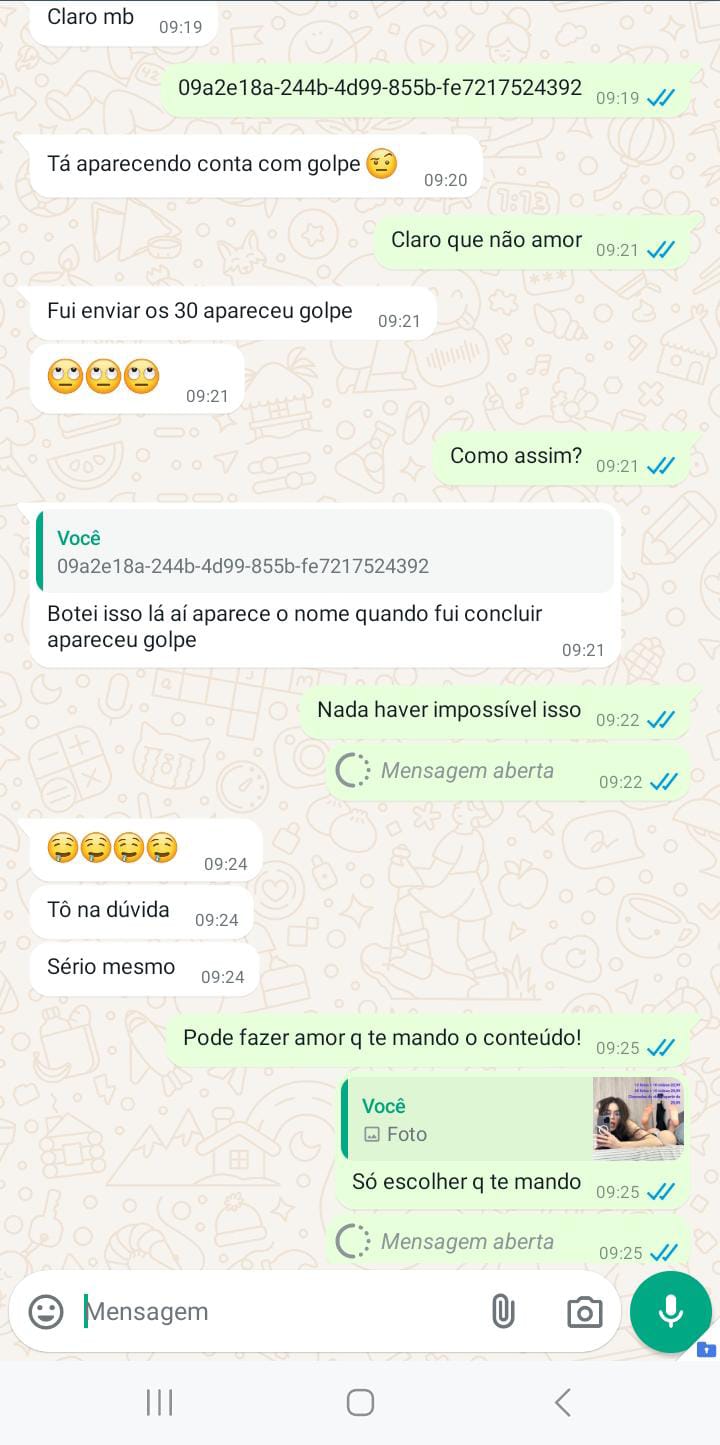 Claro mb 09:19
09a2e18a-244b-4d99-855b-fe7217524392 09:19
Tá aparecendo conta com golpe 🤨 09:20
Claro que não amor 09:21
Fui enviar os 30 apareceu golpe 09:21
🙄🙄🙄 09:21
Como assim? 09:21
Você
09a2e18a-244b-4d99-855b-fe7217524392
Botei isso lá aí aparece o nome quando fui concluir
apareceu golpe 09:21
Nada haver impossível isso 09:22
Mensagem aberta 09:22
🤤🤤🤤🤤 09:24
Tô na dúvida 09:24
Sério mesmo 09:24
Pode fazer amor q te mando o conteúdo! 09:25
Você
Foto
Só escolher q te mando 09:25
Mensagem aberta 09:25
Mensagem